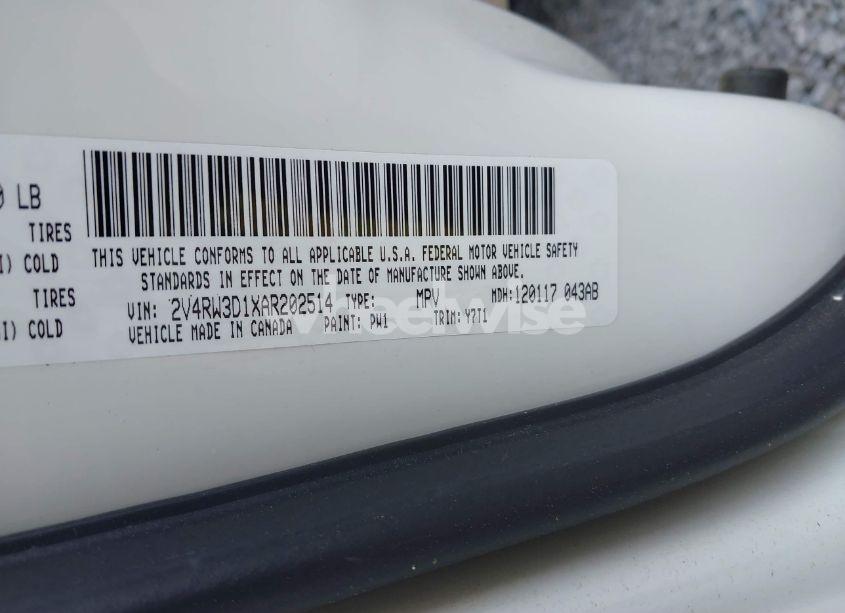 0 LB
TIRES
I) COLD
TIRES
I) COLD
THIS VEHICLE CONFORMS TO ALL APPLICABLE U.S.A. FEDERAL MOTOR VEHICLE SAFETY
STANDARDS IN EFFECT ON THE DATE OF MANUFACTURE SHOWN ABOVE.
VIN: 2V4RW3D1XAR202514 TYPE: MPV MDH: 120117 043AB
VEHICLE MADE IN CANADA PAINT: PW1 TRIM: Y7T1
wheelwise